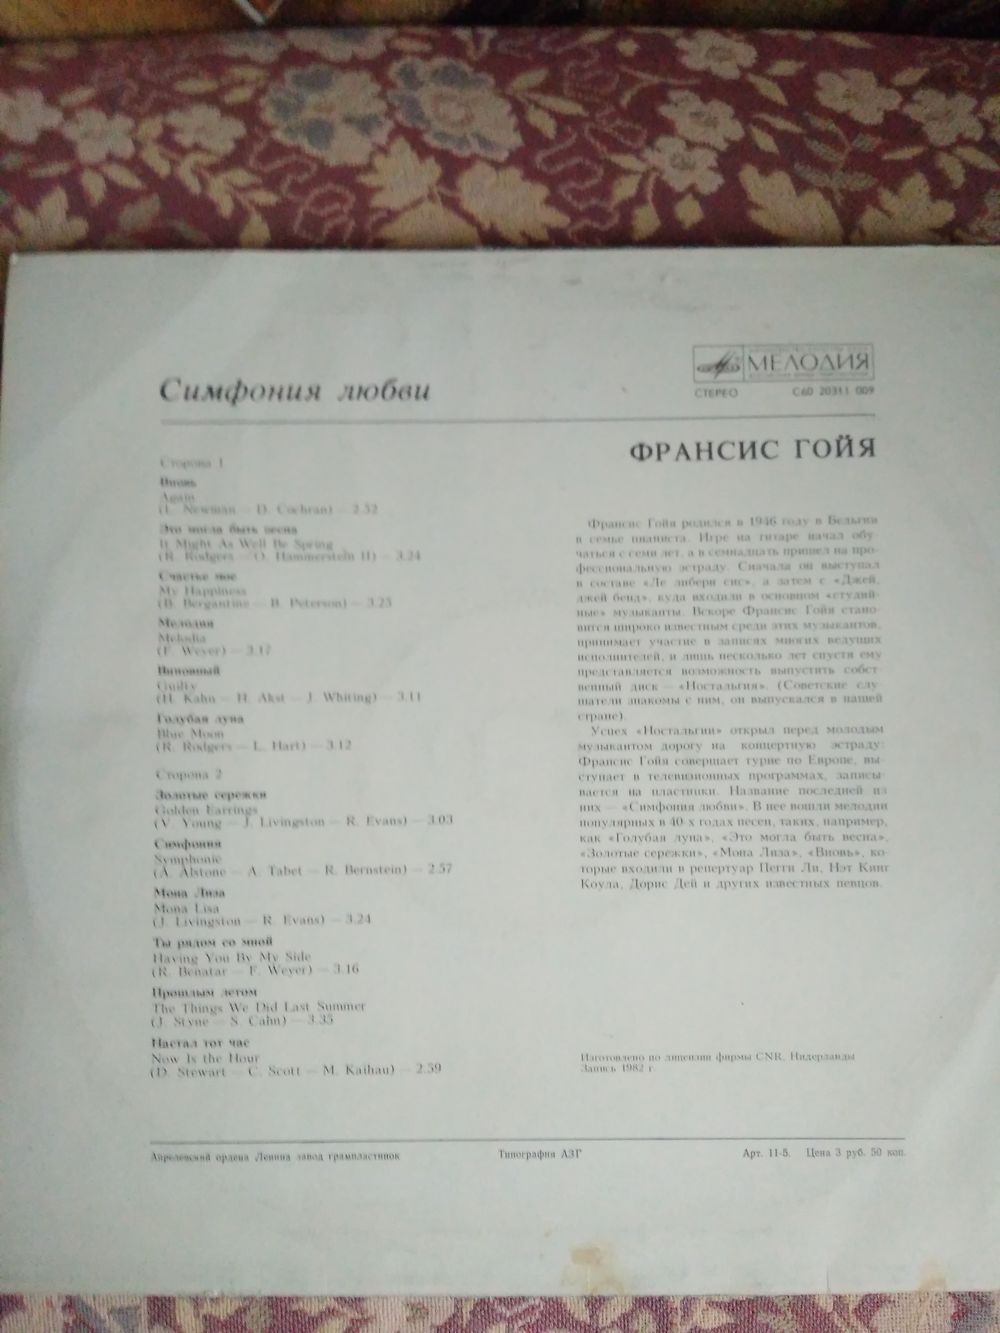 МЕЛОДИЯ
СТЕРЕО С60 20311 009
Симфония любви
ФРАНСИС ГОЙЯ
Сторона 1
Вновь
Again
(L. Newman — D. Cochran) — 2.52
Это могла быть весна
It Might As Well Be Spring
(R. Rodgers — O. Hammerstein II) — 3.24
Счастье мое
My Happiness
(B. Bergantine — B. Peterson) — 3.25
Мелодия
Melodia
(F. Weyer) — 3.17
Виновный
Guilty
(H. Kahn — H. Akst — J. Whiting) — 3.11
Голубая луна
Blue Moon
(R. Rodgers — L. Hart) — 3.12
Сторона 2
Золотые сережки
Golden Earrings
(V. Young — J. Livingston — R. Evans) — 3.03
Симфония
Symphonie
(A. Alstone — A. Tabet — R. Bernstein) — 2.57
Мона Лиза
Mona Lisa
(J. Livingston — R. Evans) — 3.24
Ты рядом со мной
Having You By My Side
(R. Benatar — F. Weyer) — 3.16
Прошлым летом
The Things We Did Last Summer
(J. Styne — S. Cahn) — 3.35
Настал тот час
Now Is the Hour
(D. Stewart — C. Scott — M. Kaihau) — 2.59
Франсис Гойя родился в 1946 году в Бельгии
в семье пианиста. Игре на гитаре начал обу-
чаться с семи лет, а в семнадцать пришел на про-
фессиональную эстраду. Сначала он выступал
в составе «Ле либери сис», а затем с «Джей,
джей бенд», куда входили в основном «студий-
ные» музыканты. Вскоре Франсис Гойя стано-
вится широко известным среди этих музыкантов,
принимает участие в записях многих ведущих
исполнителей, и лишь несколько лет спустя ему
представляется возможность выпустить собст-
венный диск — «Ностальгия». (Советские слу-
шатели знакомы с ним, он выпускался в нашей
стране).
Успех «Ностальгии» открыл перед молодым
музыкантом дорогу на концертную эстраду:
Франсис Гойя совершает турне по Европе, вы-
ступает в телевизионных программах, записы-
вается на пластинки. Название последней из
них — «Симфония любви». В нее вошли мелодии
популярных в 40-х годах песен, таких, например,
как «Голубая луна», «Это могла быть весна»,
«Золотые сережки», «Мона Лиза», «Вновь», ко-
торые входили в репертуар Пегги Ли, Нэт Кинг
Коула, Дорис Дей и других известных певцов.
Изготовлено по лицензии фирмы CNR, Нидерланды
Запись 1982 г.
Апрелевский ордена Ленина завод грампластинок Типография АЗГ Арт. 11-5. Цена 3 руб. 50 коп.